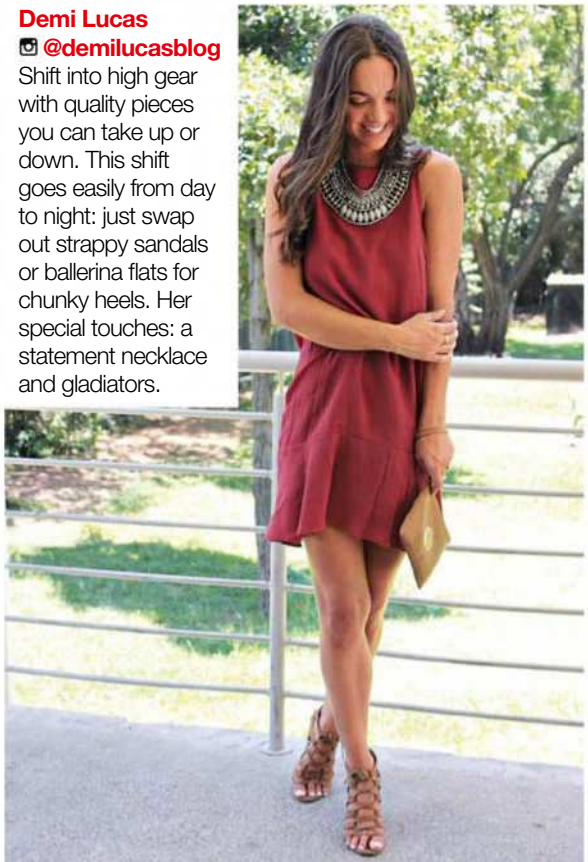 Demi Lucas
@demilucasblog
Shift into high gear
with quality pieces
you can take up or
down. This shift
goes easily from day
to night: just swap
out strappy sandals
or ballerina flats for
chunky heels. Her
special touches: a
statement necklace
and gladiators.